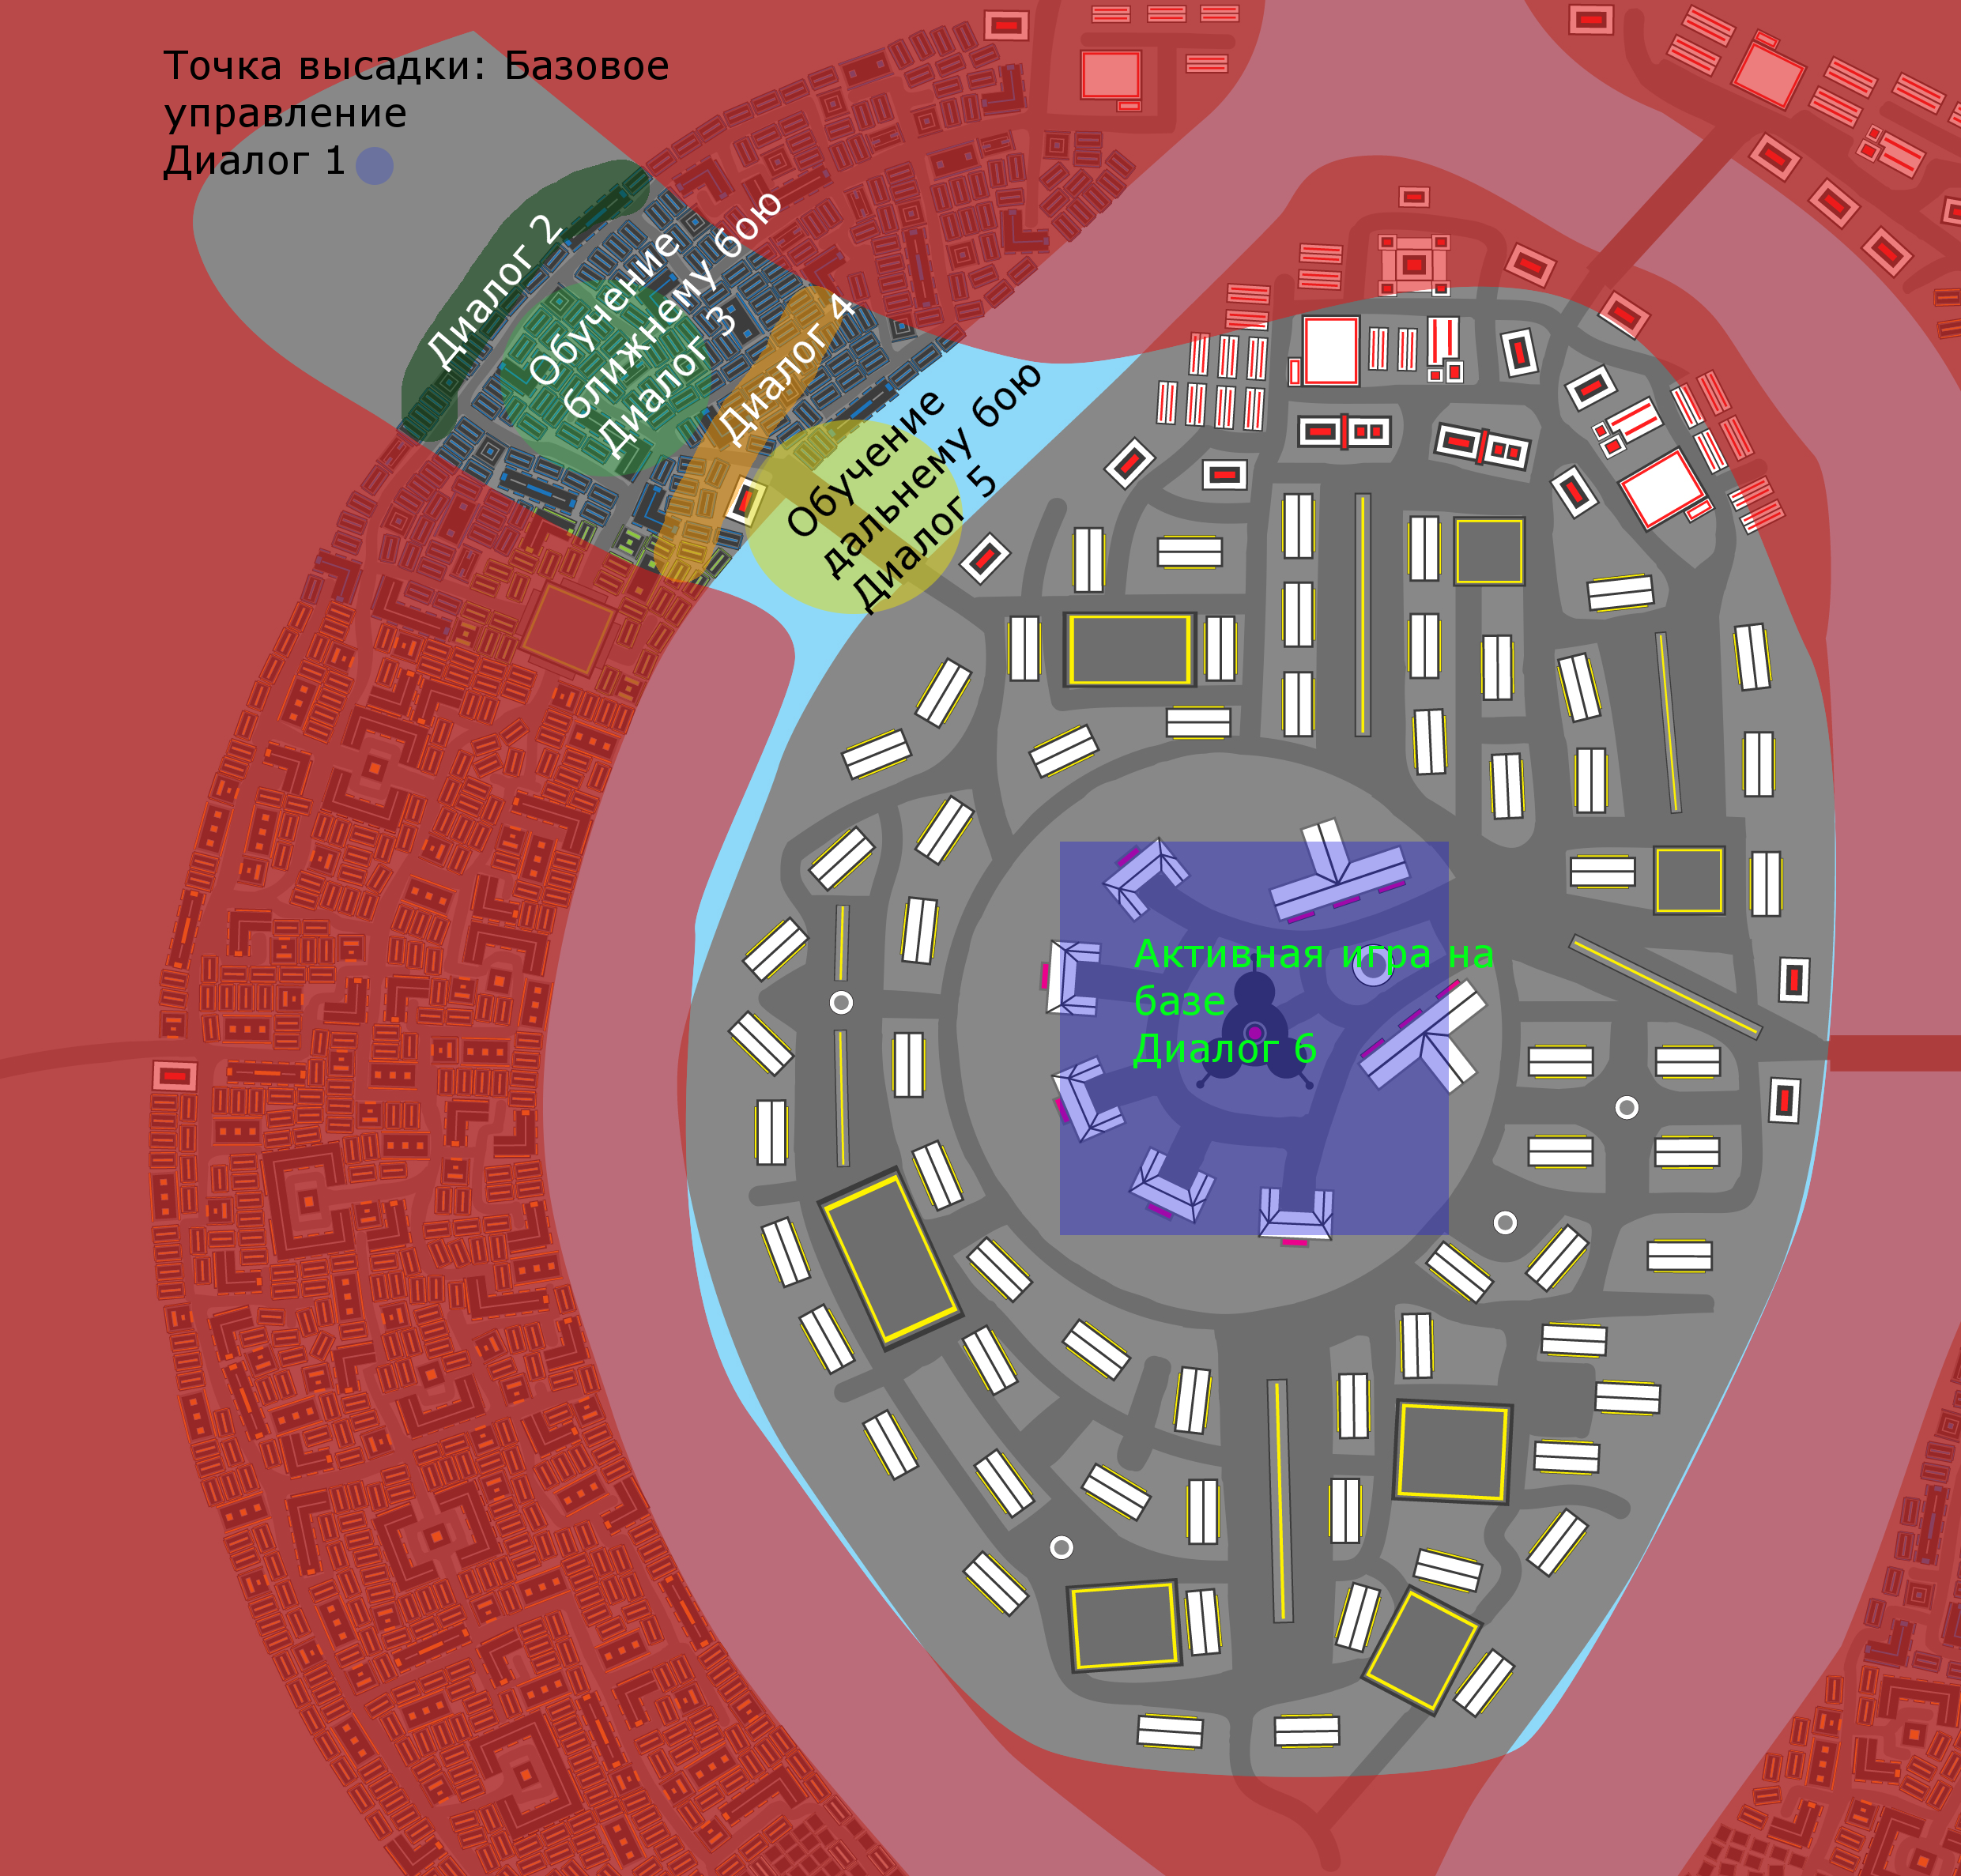 Точка высадки: Базовое
управление
Диалог 1
Диалог 2
Обучение
ближнему бою
Диалог 3
Диалог 4
Обучение
дальнему бою
Диалог 5
Активная игра на
базе
Диалог 6